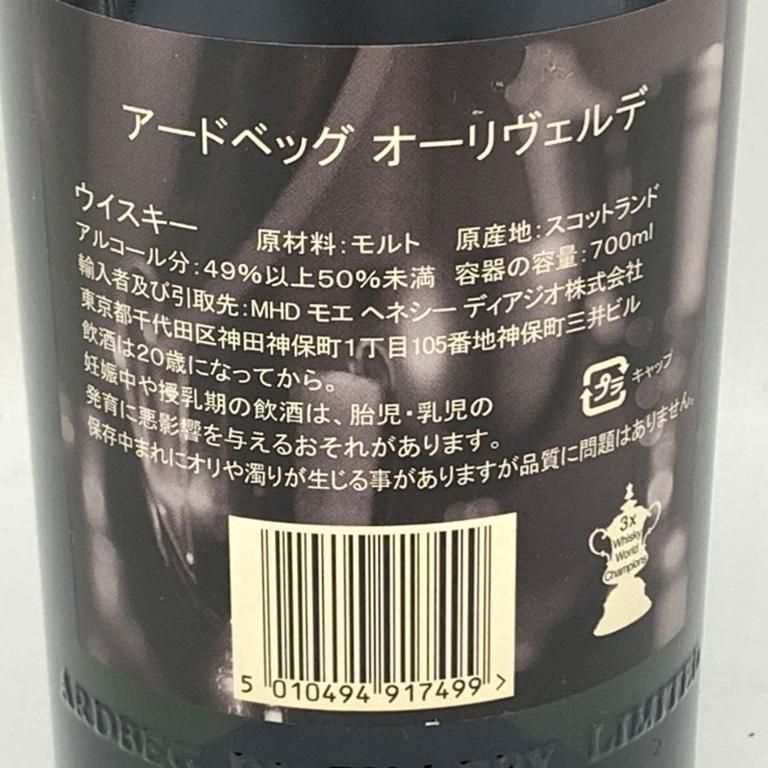 アードベッグ オーリヴェルデ
ウイスキー 原材料:モルト 原産地:スコットランド
アルコール分:49%以上50%未満 容器の容量:700ml
輸入者及び引取先:MHD モエ ヘネシー ディアジオ株式会社
東京都千代田区神田神保町1丁目105番地神保町三井ビル
飲酒は20歳になってから。
妊娠中や授乳期の飲酒は、胎児・乳児の
発育に悪影響を与えるおそれがあります。
保存中まれにオリや濁りが生じる事がありますが品質に問題はありません。
プラ キャップ
3x
Whisky
World
Champions
5 010494 917499 >
ARDBEG DISTILLERY LIMITED